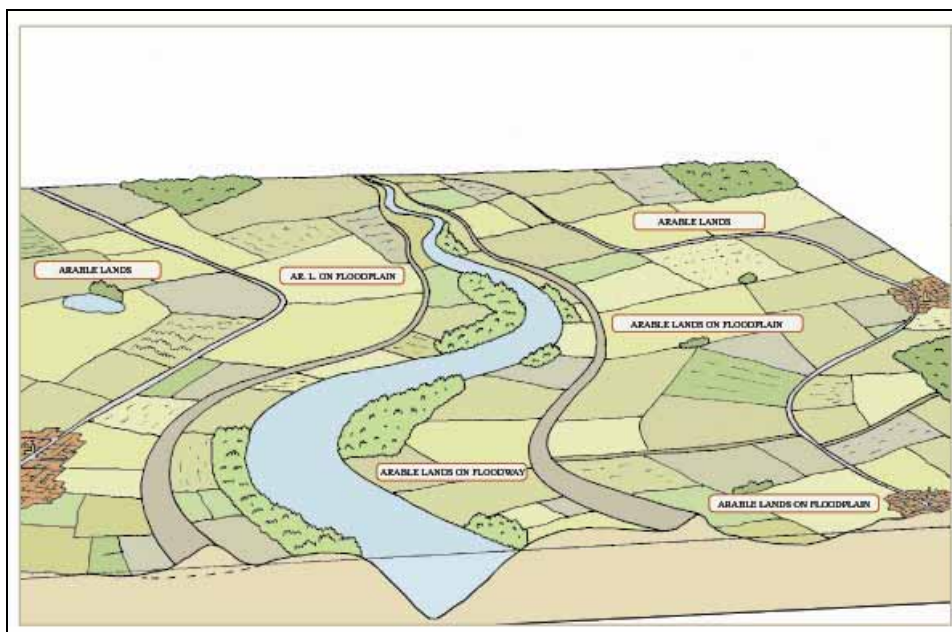 ARABLE LANDS
ARABLE LANDS
AR. L. ON FLOODPLAIN
ARABLE LANDS ON FLOODPLAIN
ARABLE LANDS ON FLOODWAY
ARABLE LANDS ON FLOODPLAIN